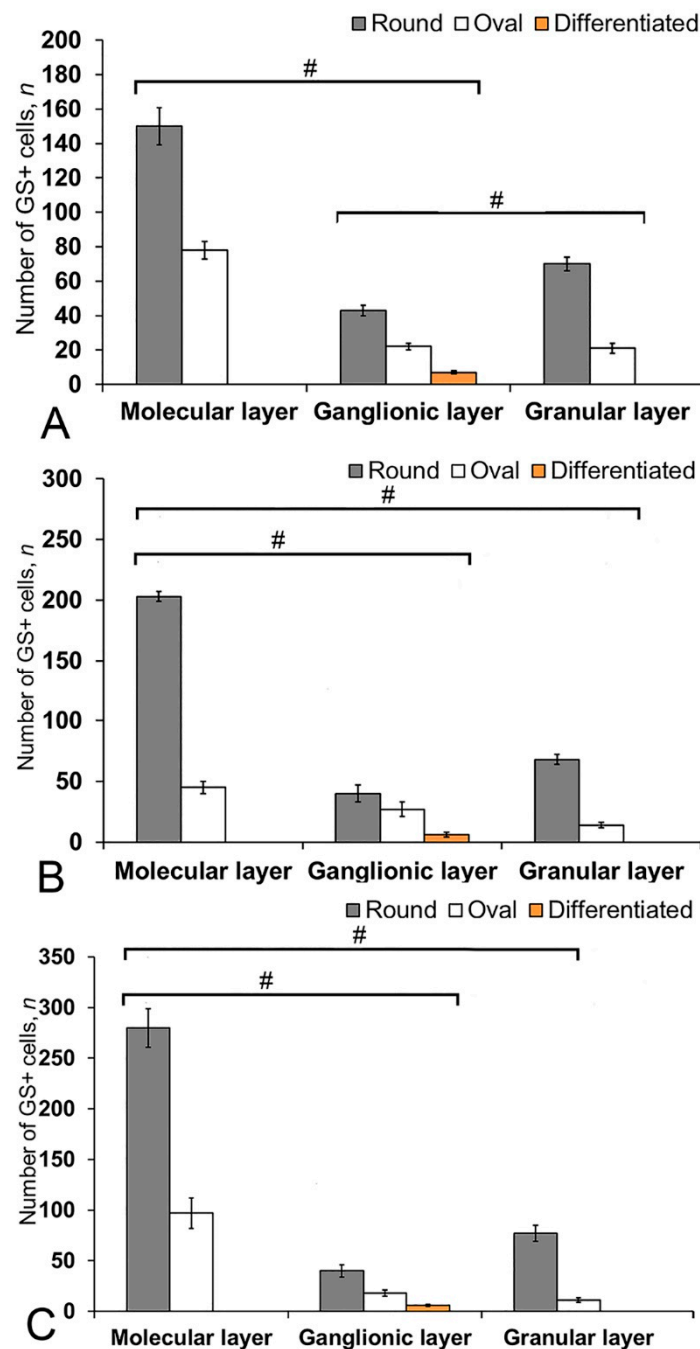 Round Oval Differentiated
200
180
160
140
120
100
80
60
40
20
0
Number of GS+ cells, n
#
#
Molecular layer Ganglionic layer Granular layer
A
Round Oval Differentiated
300
250
200
150
100
50
0
Number of GS+ cells, n
#
#
Molecular layer Ganglionic layer Granular layer
B
Round Oval Differentiated
350
300
250
200
150
100
50
0
Number of GS+ cells, n
#
#
Molecular layer Ganglionic layer Granular layer
C